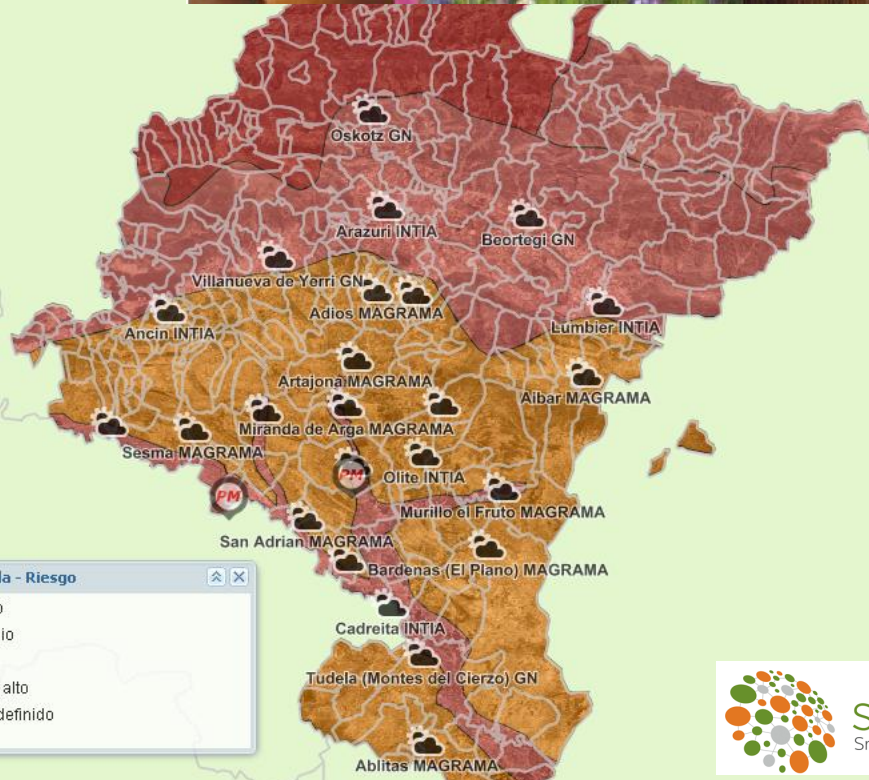 Oskotz GN
Arazuri INTIA
Beortegi GN
Villanueva de Yerri GN
Adios MAGRAMA
Lumbier INTIA
Ancin INTIA
Artajona MAGRAMA
Aibar MAGRAMA
Miranda de Arga MAGRAMA
Sesma MAGRAMA
PM
Olite INTIA
PM
Murillo el Fruto MAGRAMA
San Adrian MAGRAMA
Bardenas (El Plano) MAGRAMA
da - Riesgo
o
io
Cadreita INTIA
Tudela (Montes del Cierzo) GN
alto
definido
S
Sr
Ablitas MAGRAMA